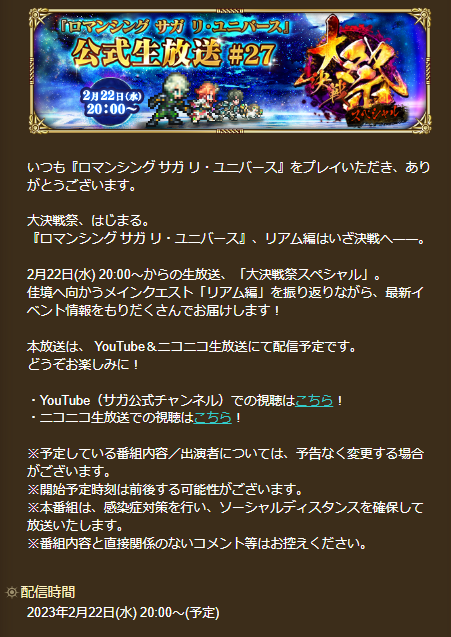 『ロマンシング サガ リ・ユニバース』
公式生放送 #27
2月22日(水)
20:00～
大決戦祭
スペシャル
いつも『ロマンシング サガ リ・ユニバース』をプレイいただき、あり
がとうございます。
大決戦祭、はじまる。
『ロマンシング サガ リ・ユニバース』、リアム編はいざ決戦へ――。
2月22日(水) 20:00～からの生放送、「大決戦祭スペシャル」。
佳境へ向かうメインクエスト「リアム編」を振り返りながら、最新イ
ベント情報をもりだくさんでお届けします！
本放送は、YouTube＆ニコニコ生放送にて配信予定です。
どうぞお楽しみに！
・YouTube（サガ公式チャンネル）での視聴はこちら！
・ニコニコ生放送での視聴はこちら！
※予定している番組内容／出演者については、予告なく変更する場合
がございます。
※開始予定時刻は前後する可能性がございます。
※本番組は、感染症対策を行い、ソーシャルディスタンスを確保して
放送いたします。
※番組内容と直接関係のないコメント等はお控えください。
配信時間
2023年2月22日(水) 20:00～(予定)